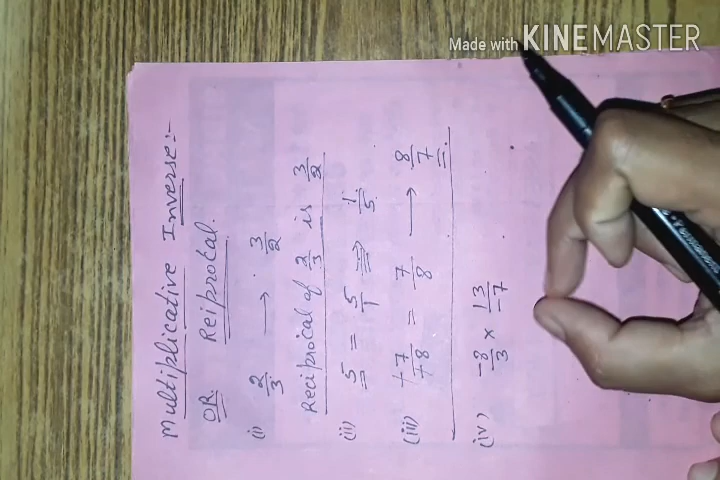 Made with KINEMASTER
Multiplicative Inverse:-
OR Reiprocal.
(i) 2/3 → 3/2
Reciprocal of 2/3 is 3/2
(ii) 5 = 5/1 ⇒ 1/5
(iii) +7/+8 = 7/8 → 8/7
(iv) -8/3 × 13/-7